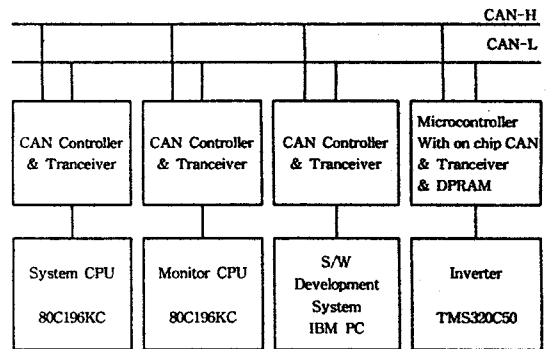 CAN-H
CAN-L
CAN Controller
& Tranceiver
CAN Controller
& Tranceiver
CAN Controller
& Tranceiver
Microcontroller
With on chip CAN
& Tranceiver
& DPRAM
System CPU
80C196KC
Monitor CPU
80C196KC
S/W
Development
System
IBM PC
Inverter
TMS320C50